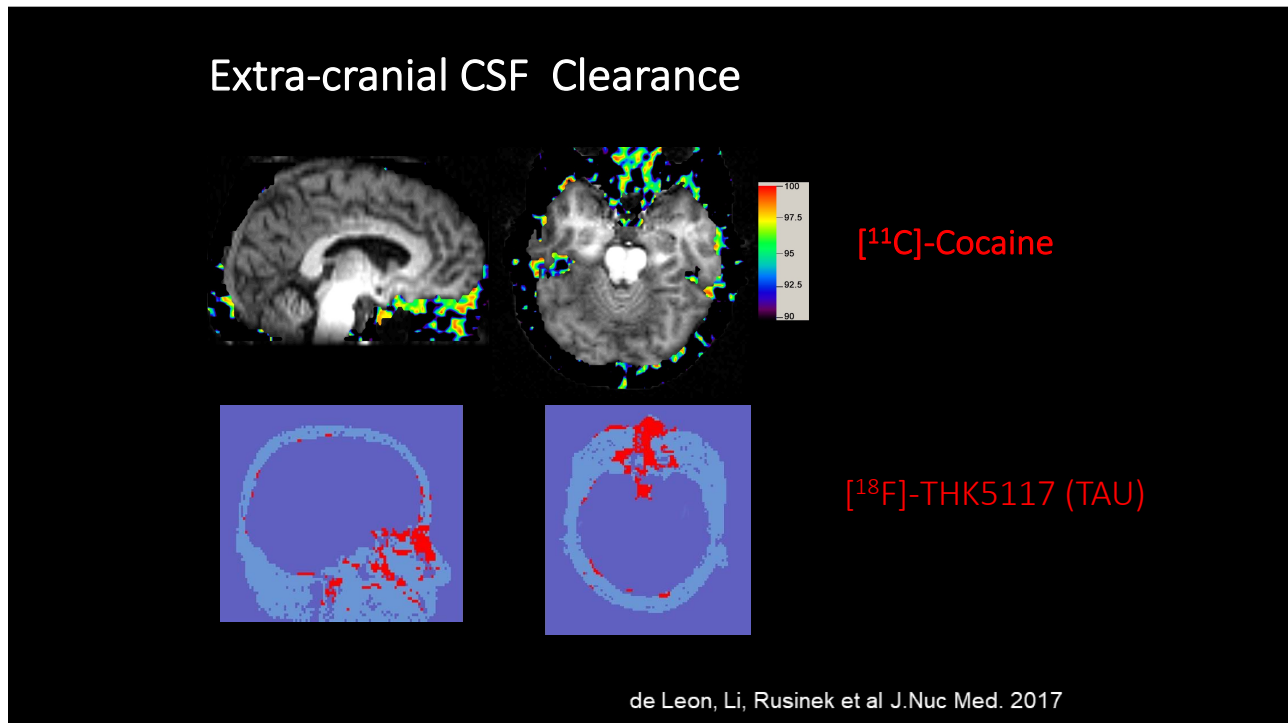 Extra-cranial CSF  Clearance
100
97.5
95
92.5
90
[¹¹C]-Cocaine
[¹⁸F]-THK5117 (TAU)
de Leon, Li, Rusinek et al J.Nuc Med. 2017